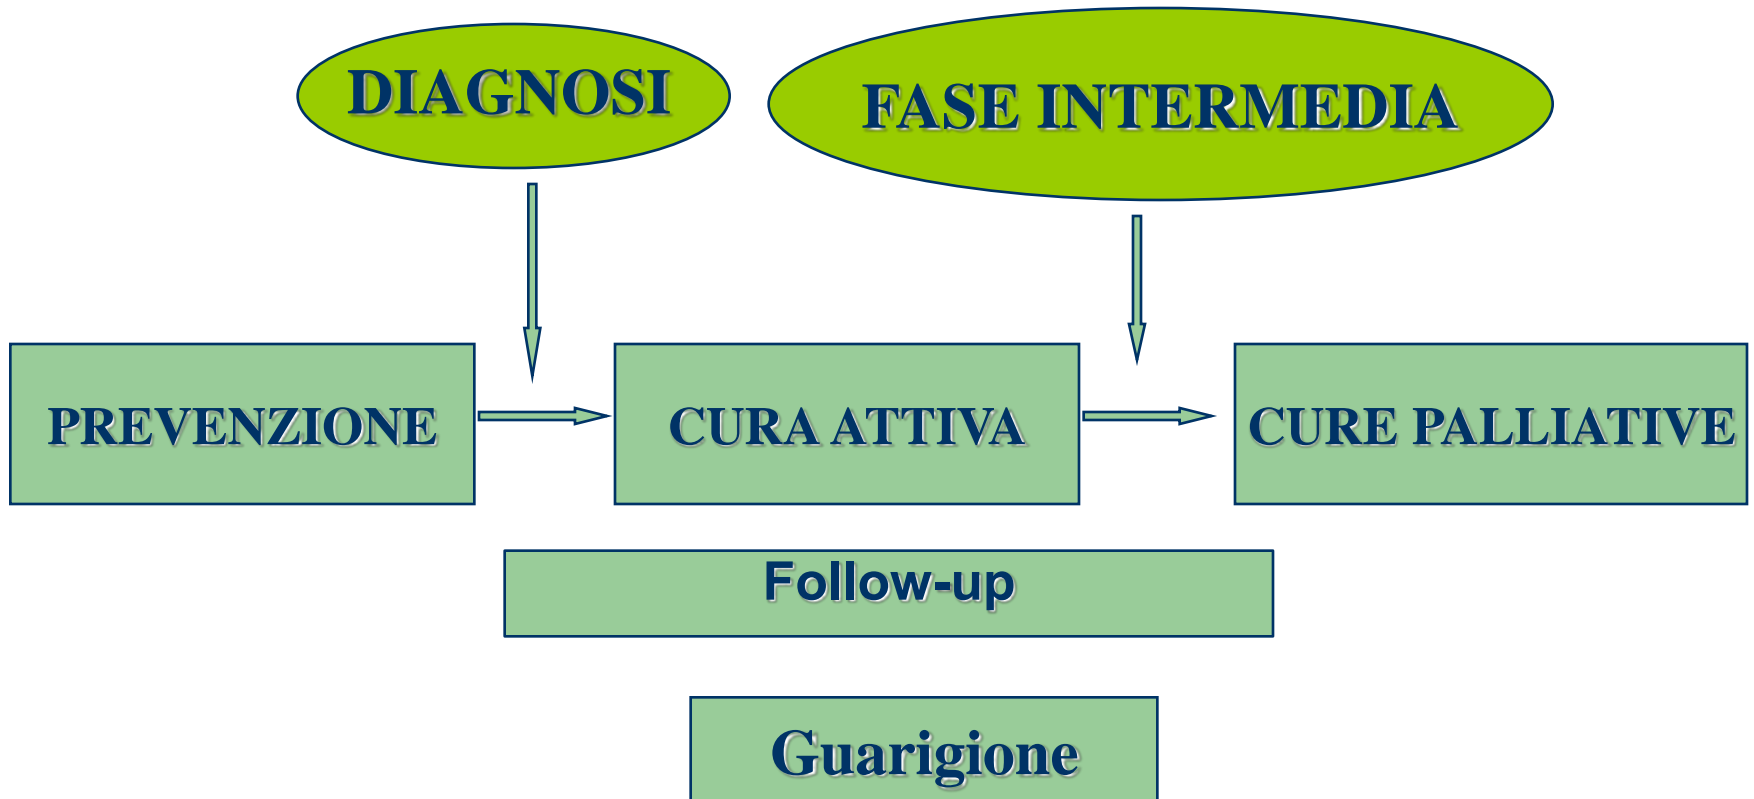 DIAGNOSI
FASE INTERMEDIA
PREVENZIONE
CURA ATTIVA
CURE PALLIATIVE
Follow-up
Guarigione